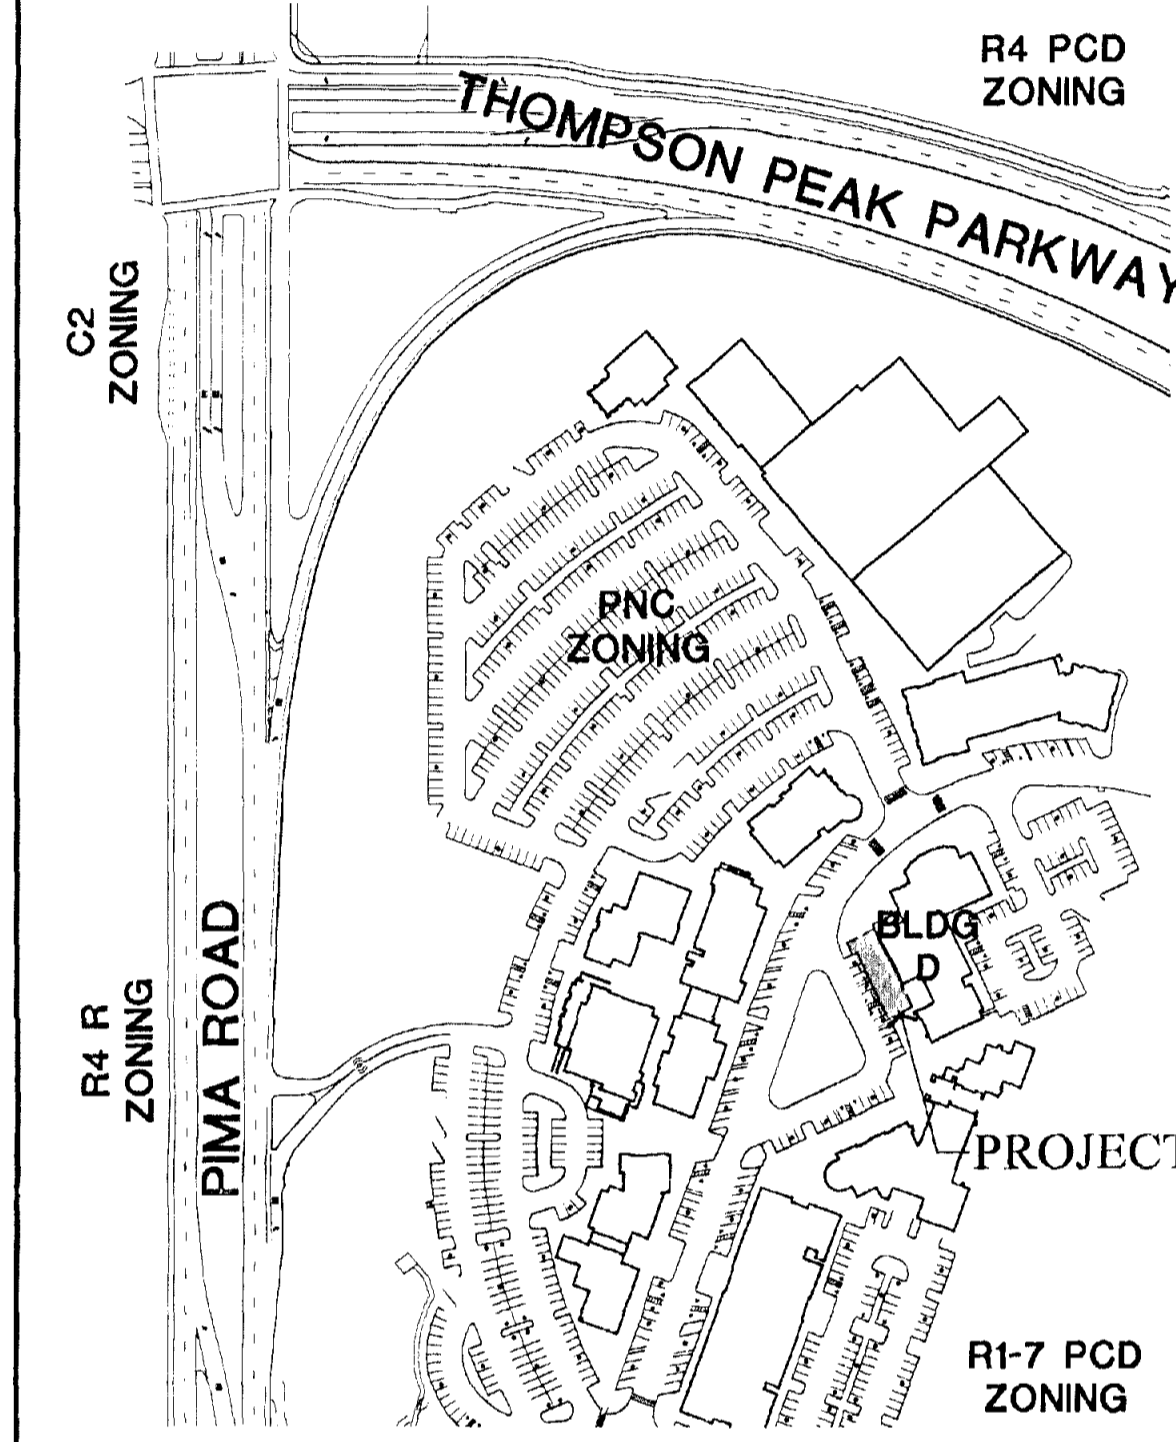 R4 PCD
ZONING
THOMPSON PEAK PARKWAY
C2
ZONING
PNC
ZONING
BLDG
D
R4 R
ZONING
PIMA ROAD
PROJECT
R1-7 PCD
ZONING